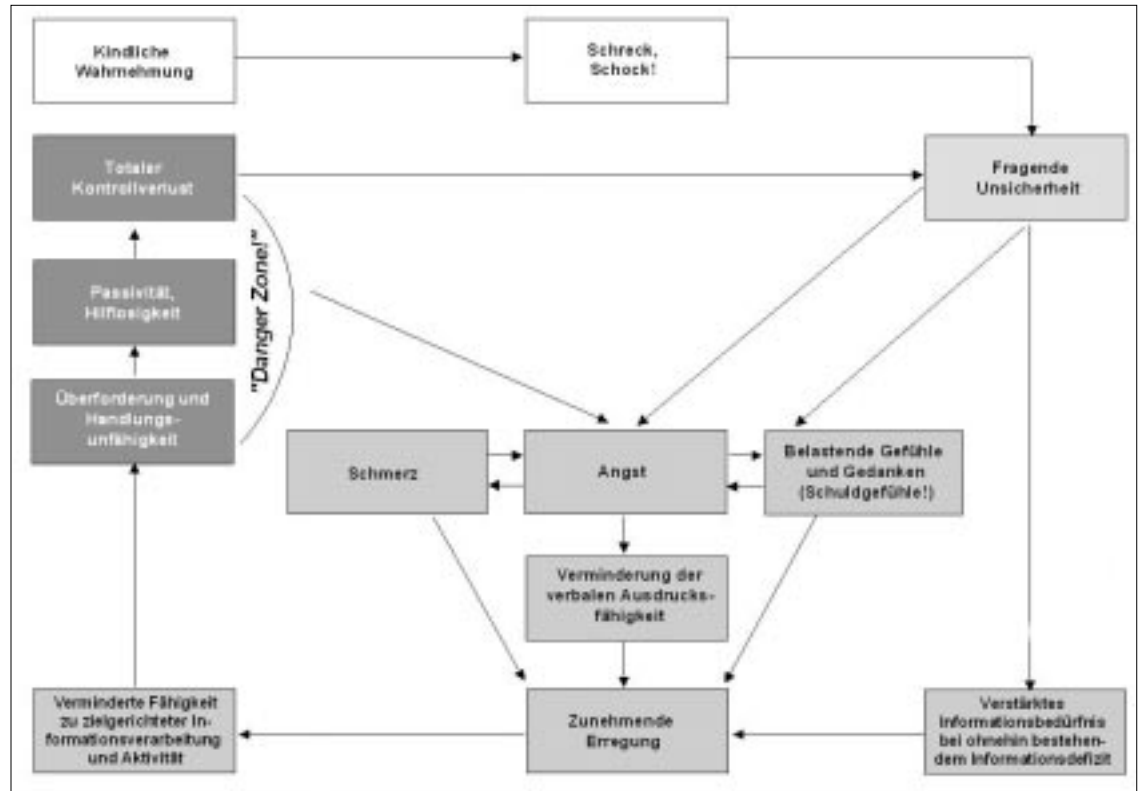 Kindliche
Wahrnehmung
Schreck,
Schock!
Totaler
Kontrollverlust
Fragende
Unsicherheit
"Danger Zone!"
Passivität,
Hilflosigkeit
Überforderung und
Handlungs-
unfähigkeit
Schmerz
Angst
Belastende Gefühle
und Gedanken
(Schuldgefühle!)
Verminderung der
verbalen Ausdrucks-
fähigkeit
Verminderte Fähigkeit
zu zielgerichteter In-
formationsverarbeitung
und Aktivität
Zunehmende
Erregung
Verstärktes
Informationsbedürfnis
bei ohnehin bestehen-
dem Informationsdefizit